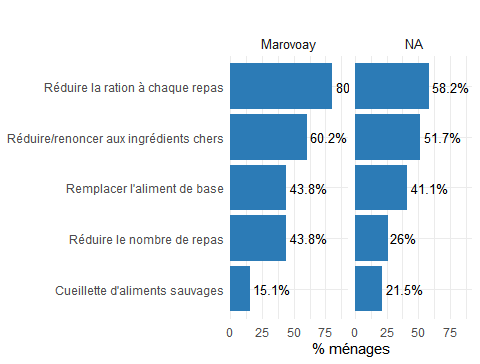 Marovoay NA
Réduire la ration à chaque repas 80 58.2%
Réduire/renoncer aux ingrédients chers 60.2% 51.7%
Remplacer l'aliment de base 43.8% 41.1%
Réduire le nombre de repas 43.8% 26%
Cueillette d'aliments sauvages 15.1% 21.5%
0 25 50 75 0 25 50 75
% ménages